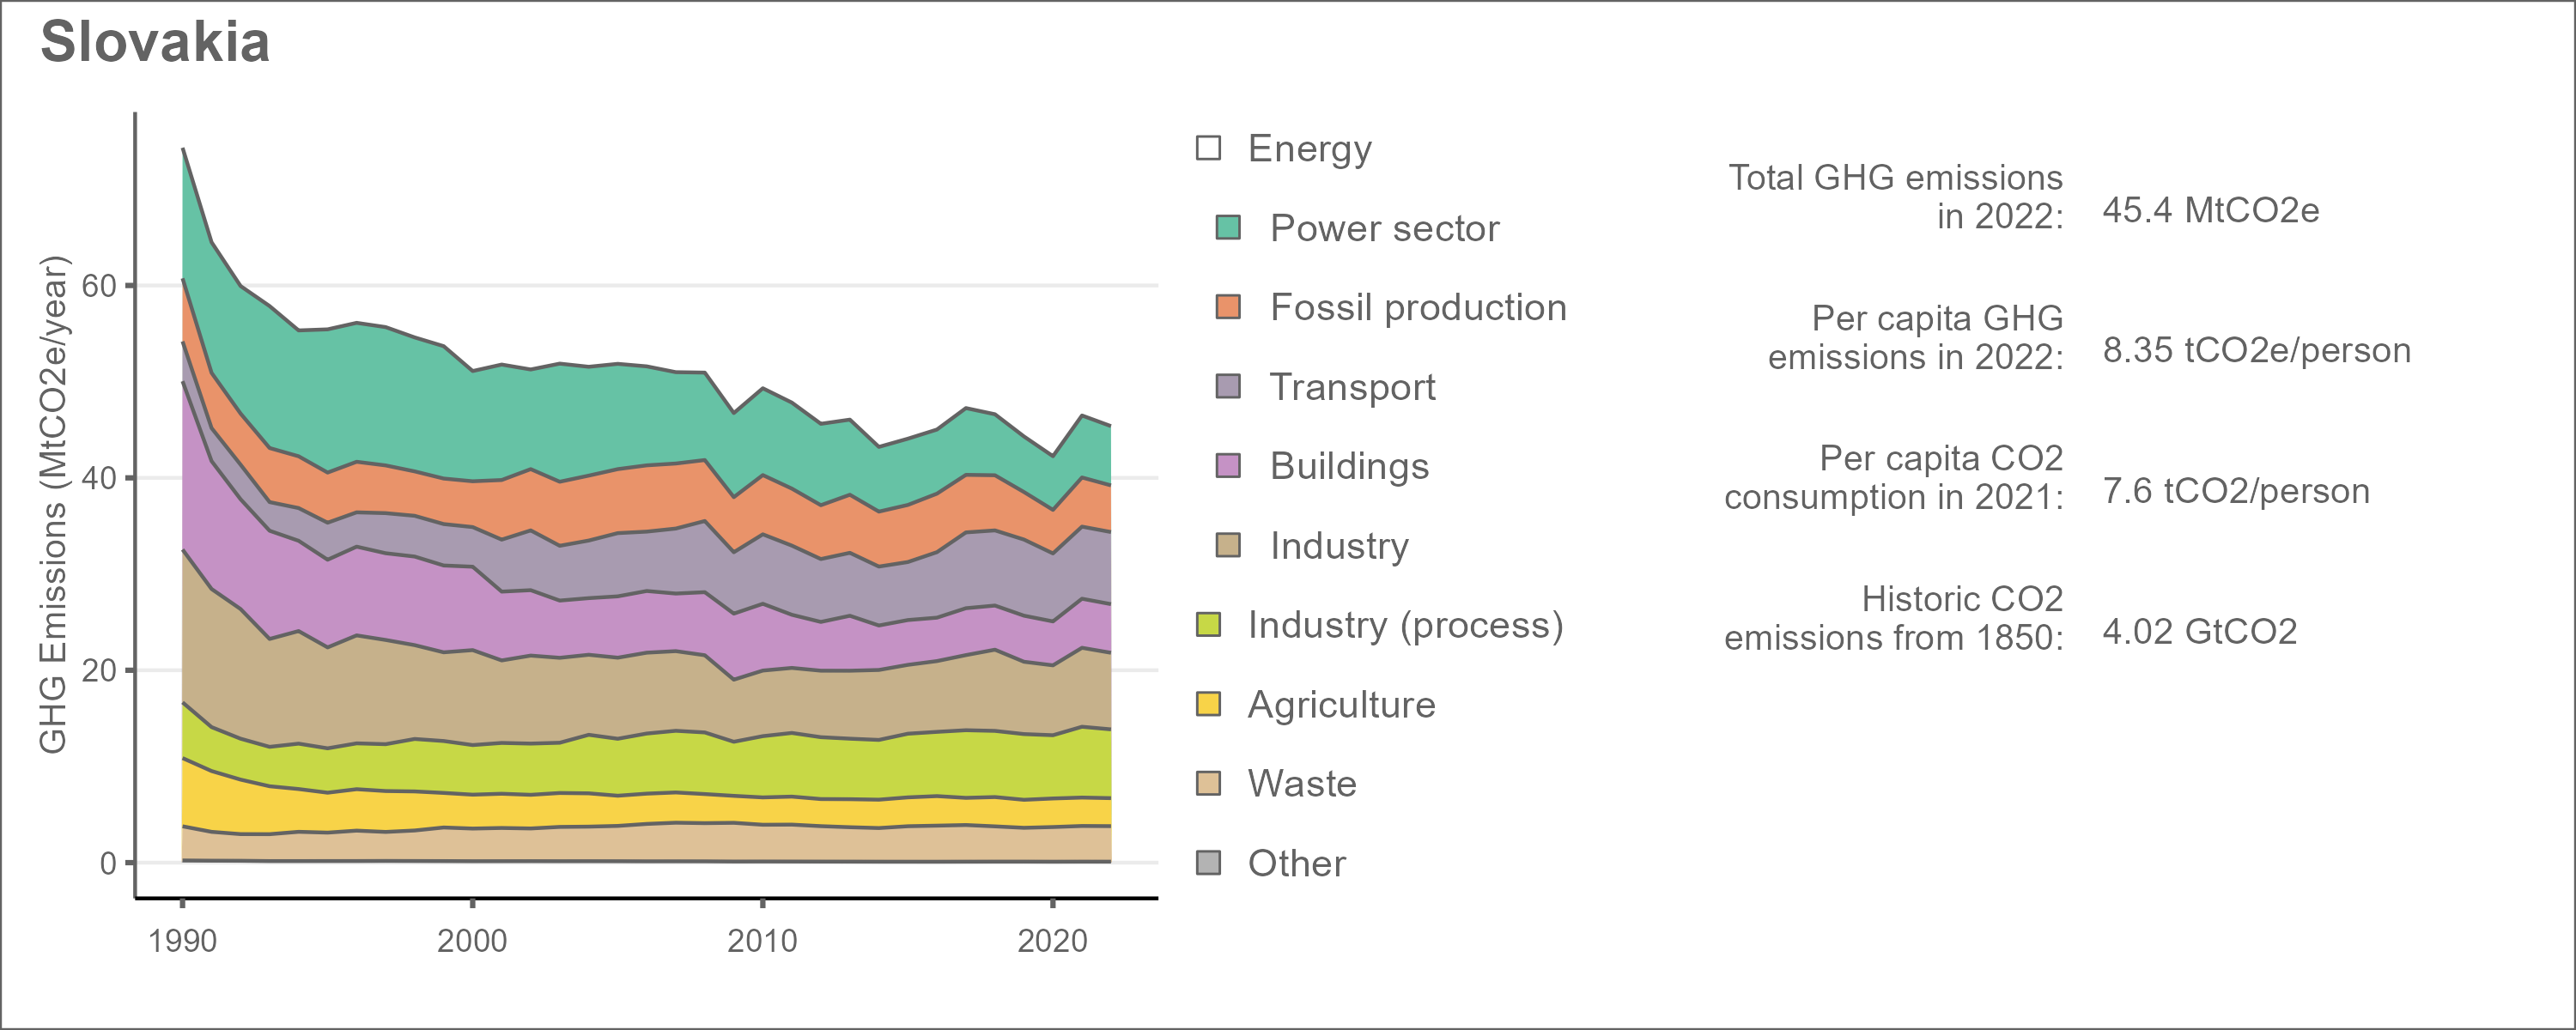 Slovakia
GHG Emissions (MtCO2e/year)
60
40
20
0
1990
2000
2010
2020
Energy
Power sector
Fossil production
Transport
Buildings
Industry
Industry (process)
Agriculture
Waste
Other
Total GHG emissions
in 2022:
45.4 MtCO2e
Per capita GHG
emissions in 2022:
8.35 tCO2e/person
Per capita CO2
consumption in 2021:
7.6 tCO2/person
Historic CO2
emissions from 1850:
4.02 GtCO2